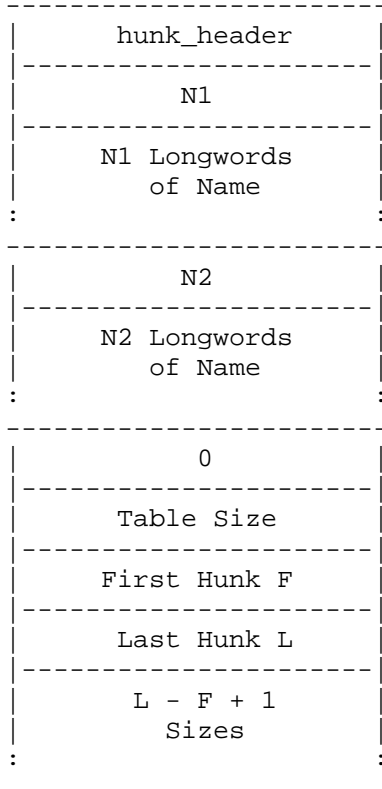 hunk_header
N1
N1 Longwords
of Name
N2
N2 Longwords
of Name
0
Table Size
First Hunk F
Last Hunk L
L - F + 1
Sizes